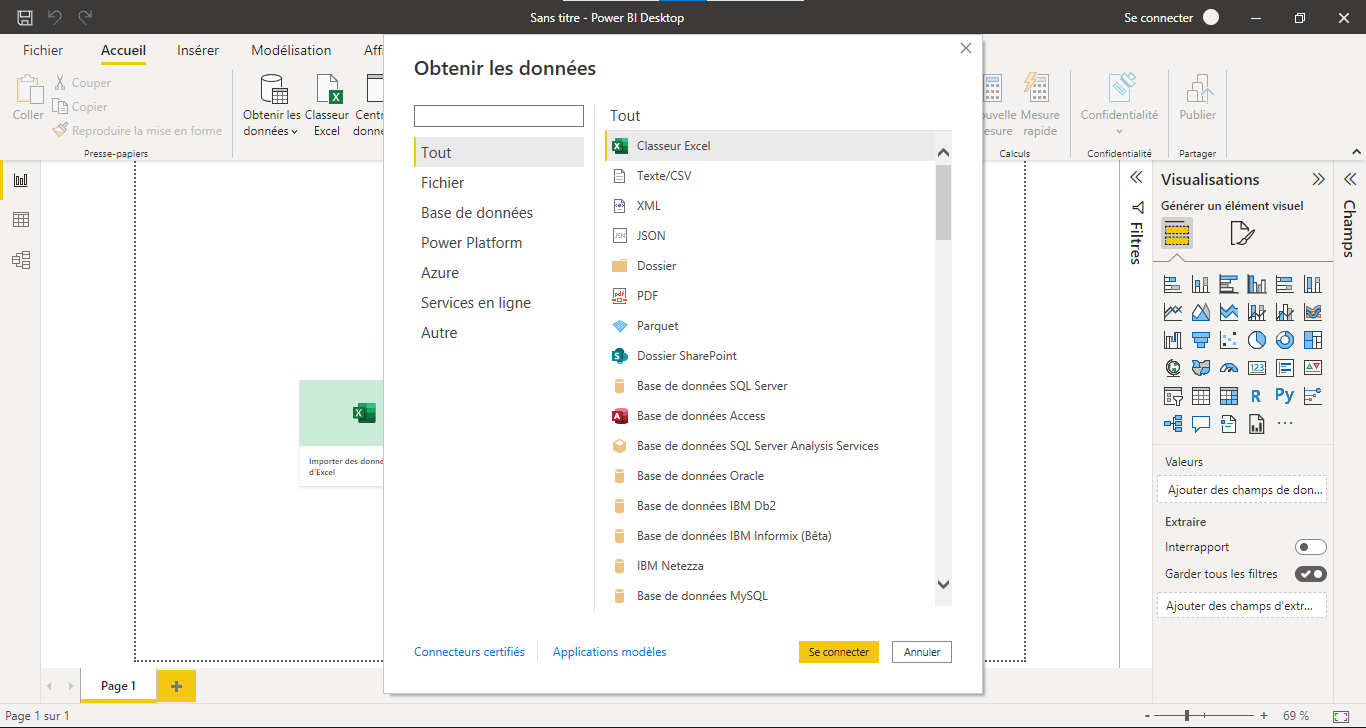 Sans titre - Power BI Desktop
Se connecter
Fichier
Accueil
Insérer
Modélisation
Coller
Couper
Copier
Reproduire la mise en forme
Presse-papiers
Obtenir les
données
Classeur
Excel
Mesure
rapide
Calculs
Confidentialité
Confidentialité
Publier
Partager
Importer des donné
d'Excel
Obtenir les données
Tout
Fichier
Base de données
Power Platform
Azure
Services en ligne
Autre
Tout
Classeur Excel
Texte/CSV
XML
JSON
Dossier
PDF
Parquet
Dossier SharePoint
Base de données SQL Server
Base de données Access
Base de données SQL Server Analysis Services
Base de données Oracle
Base de données IBM Db2
Base de données IBM Informix (Bêta)
IBM Netezza
Base de données MySQL
Connecteurs certifiés
Applications modèles
Se connecter
Annuler
Filtres
Visualisations
Générer un élément visuel
123
R
Py
Valeurs
Ajouter des champs de don...
Extraire
Interrapport
Garder tous les filtres
Ajouter des champs d'extr...
Champs
Page 1
Page 1 sur 1
69 %